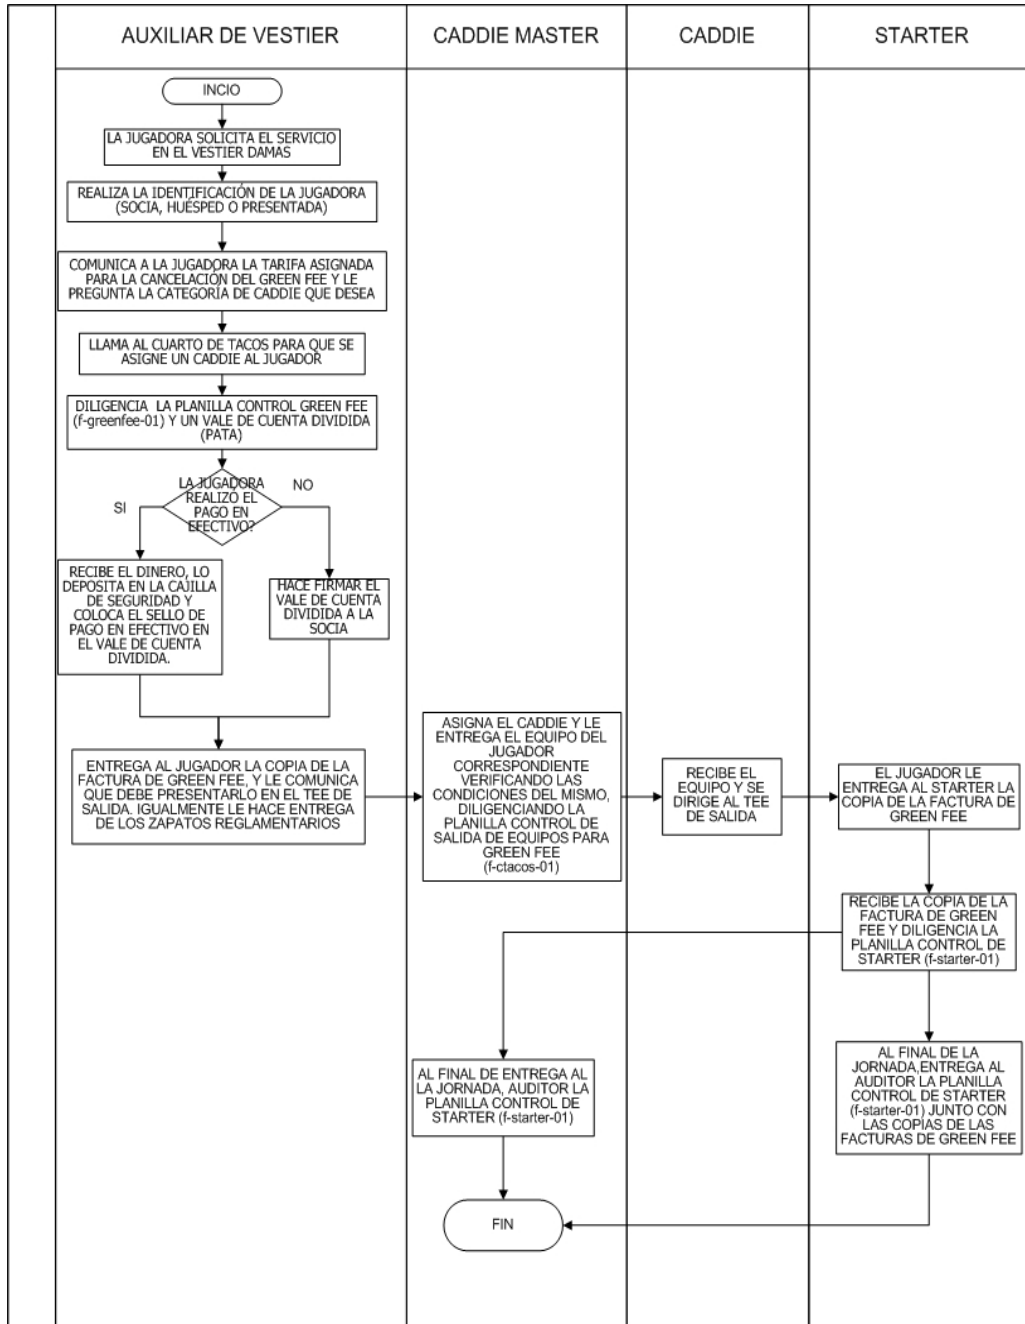 AUXILIAR DE VESTIER
CADDIE MASTER
CADDIE
STARTER
INCIO
LA JUGADORA SOLICITA EL SERVICIO
EN EL VESTIER DAMAS
REALIZA LA IDENTIFICACIÓN DE LA JUGADORA
(SOCIA, HUÉSPED O PRESENTADA)
COMUNICA A LA JUGADORA LA TARIFA ASIGNADA
PARA LA CANCELACIÓN DEL GREEN FEE Y LE
PREGUNTA LA CATEGORÍA DE CADDIE QUE DESEA
LLAMA AL CUARTO DE TACOS PARA QUE SE
ASIGNE UN CADDIE AL JUGADOR
DILIGENCIA LA PLANILLA CONTROL GREEN FEE
(f-greenfee-01) Y UN VALE DE CUENTA DIVIDIDA
(PATA)
LA JUGADORA
REALIZÓ EL
PAGO EN
EFECTIVO?
SI
NO
RECIBE EL DINERO, LO
DEPOSITA EN LA CAJILLA
DE SEGURIDAD Y
COLOCA EL SELLO DE
PAGO EN EFECTIVO EN
EL VALE DE CUENTA
DIVIDIDA.
HACE FIRMAR EL
VALE DE CUENTA
DIVIDIDA A LA
SOCIA
ENTREGA AL JUGADOR LA COPIA DE LA
FACTURA DE GREEN FEE, Y LE COMUNICA
QUE DEBE PRESENTARLO EN EL TEE DE
SALIDA. IGUALMENTE LE HACE ENTREGA
DE LOS ZAPATOS REGLAMENTARIOS
ASIGNA EL CADDIE Y LE
ENTREGA EL EQUIPO DEL
JUGADOR
CORRESPONDIENTE
VERIFICANDO LAS
CONDICIONES DEL MISMO,
DILIGENCIANDO LA
PLANILLA CONTROL DE
SALIDA DE EQUIPOS PARA
GREEN FEE
(f-ctacos-01)
RECIBE EL
EQUIPO Y SE
DIRIGE AL TEE
DE SALIDA
EL JUGADOR LE
ENTREGA AL STARTER LA
COPIA DE LA FACTURA DE
GREEN FEE
RECIBE LA COPIA DE LA
FACTURA DE GREEN
FEE Y DILIGENCIA LA
PLANILLA CONTROL DE
STARTER (f-starter-01)
AL FINAL DE ENTREGA AL
LA JORNADA, AUDITOR LA
PLANILLA CONTROL DE
STARTER (f-starter-01)
AL FINAL DE LA
JORNADA,ENTREGA AL
AUDITOR LA PLANILLA
CONTROL DE STARTER
(f-starter-01) JUNTO CON
LAS COPIAS DE LAS
FACTURAS DE GREEN FEE
FIN